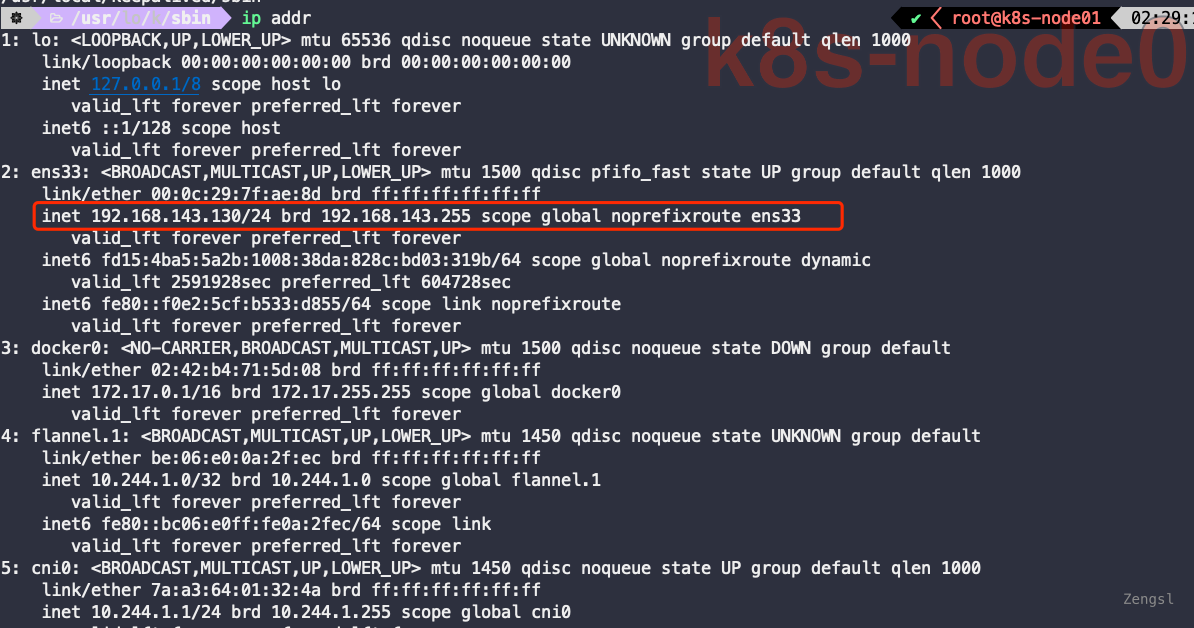 /usr/local/keepalived/sbin
/usr/lo/k/sbin ip addr ✔ root@k8s-node01 02:29:1
k8s-node0
1: lo: <LOOPBACK,UP,LOWER_UP> mtu 65536 qdisc noqueue state UNKNOWN group default qlen 1000
link/loopback 00:00:00:00:00:00 brd 00:00:00:00:00:00
inet 127.0.0.1/8 scope host lo
valid_lft forever preferred_lft forever
inet6 ::1/128 scope host
valid_lft forever preferred_lft forever
2: ens33: <BROADCAST,MULTICAST,UP,LOWER_UP> mtu 1500 qdisc pfifo_fast state UP group default qlen 1000
link/ether 00:0c:29:7f:ae:8d brd ff:ff:ff:ff:ff:ff
inet 192.168.143.130/24 brd 192.168.143.255 scope global noprefixroute ens33
valid_lft forever preferred_lft forever
inet6 fd15:4ba5:5a2b:1008:38da:828c:bd03:319b/64 scope global noprefixroute dynamic
valid_lft 2591928sec preferred_lft 604728sec
inet6 fe80::f0e2:5cf:b533:d855/64 scope link noprefixroute
valid_lft forever preferred_lft forever
3: docker0: <NO-CARRIER,BROADCAST,MULTICAST,UP> mtu 1500 qdisc noqueue state DOWN group default
link/ether 02:42:b4:71:5d:08 brd ff:ff:ff:ff:ff:ff
inet 172.17.0.1/16 brd 172.17.255.255 scope global docker0
valid_lft forever preferred_lft forever
4: flannel.1: <BROADCAST,MULTICAST,UP,LOWER_UP> mtu 1450 qdisc noqueue state UNKNOWN group default
link/ether be:06:e0:0a:2f:ec brd ff:ff:ff:ff:ff:ff
inet 10.244.1.0/32 brd 10.244.1.0 scope global flannel.1
valid_lft forever preferred_lft forever
inet6 fe80::bc06:e0ff:fe0a:2fec/64 scope link
valid_lft forever preferred_lft forever
5: cni0: <BROADCAST,MULTICAST,UP,LOWER_UP> mtu 1450 qdisc noqueue state UP group default qlen 1000
link/ether 7a:a3:64:01:32:4a brd ff:ff:ff:ff:ff:ff
inet 10.244.1.1/24 brd 10.244.1.255 scope global cni0
Zengsl